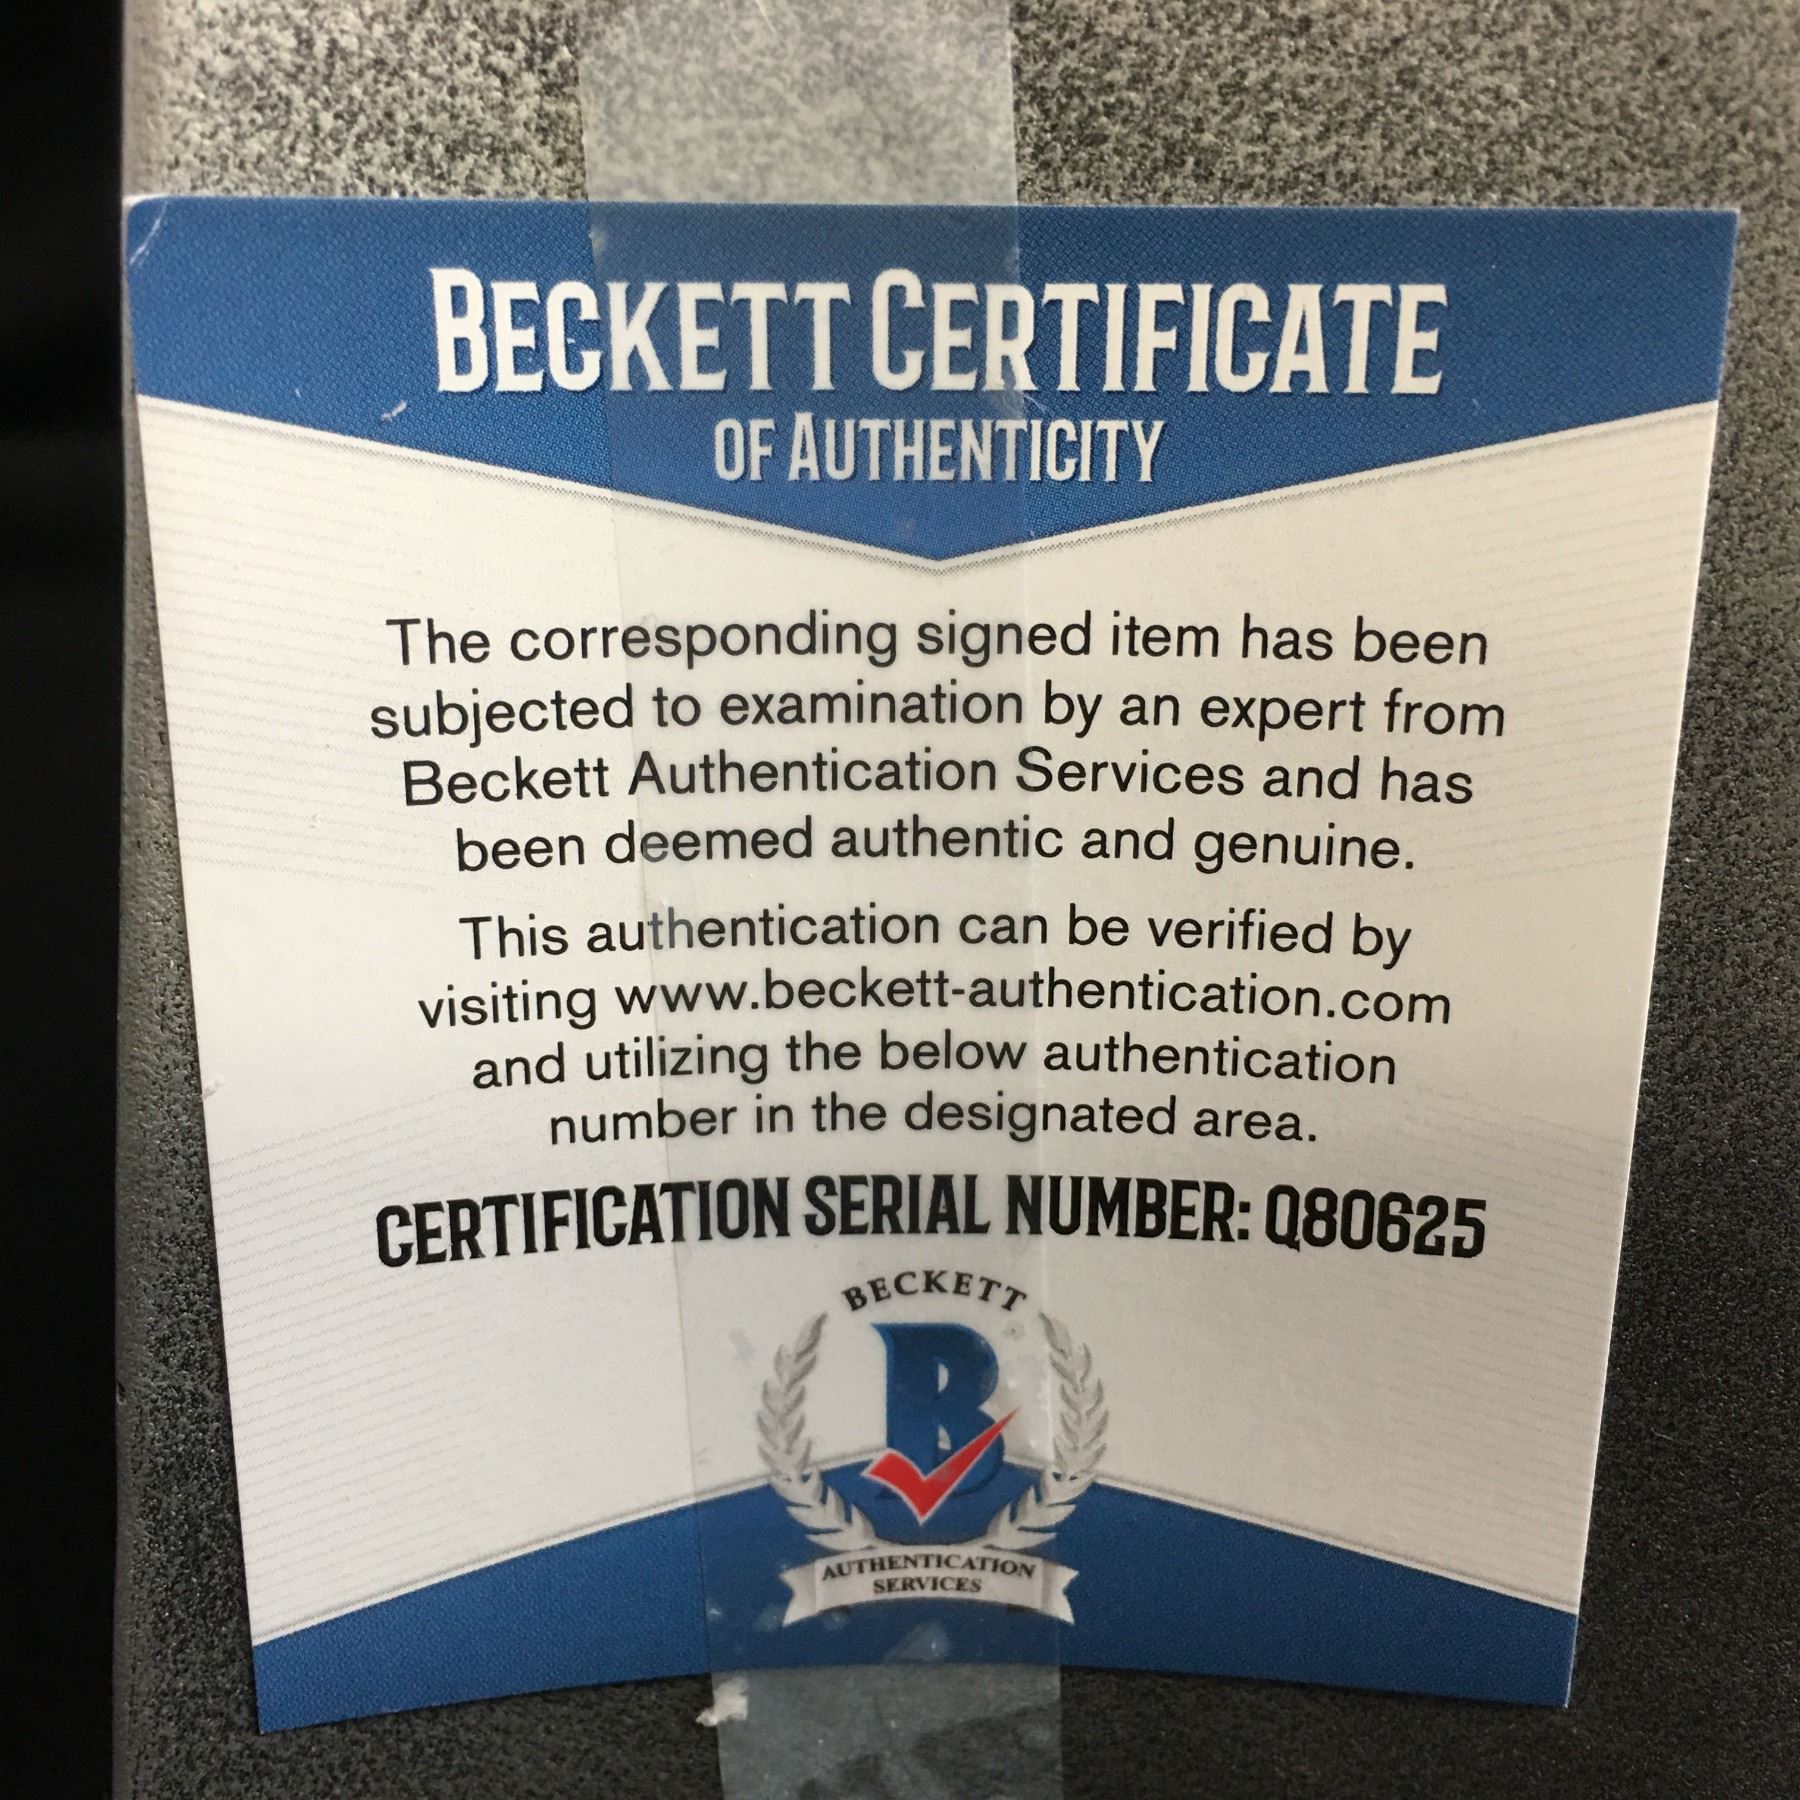 BECKETT CERTIFICATE
OF AUTHENTICITY
The corresponding signed item has been
subjected to examination by an expert from
Beckett Authentication Services and has
been deemed authentic and genuine.
This authentication can be verified by
visiting www.beckett-authentication.com
and utilizing the below authentication
number in the designated area.
CERTIFICATION SERIAL NUMBER: Q80625
BECKETT
B
AUTHENTICATION
SERVICES